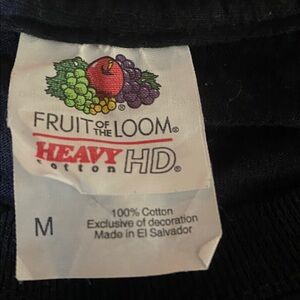 FRUIT OF THE LOOM®
HEAVY cotton HD®
M
100% Cotton
Exclusive of decoration
Made in El Salvador